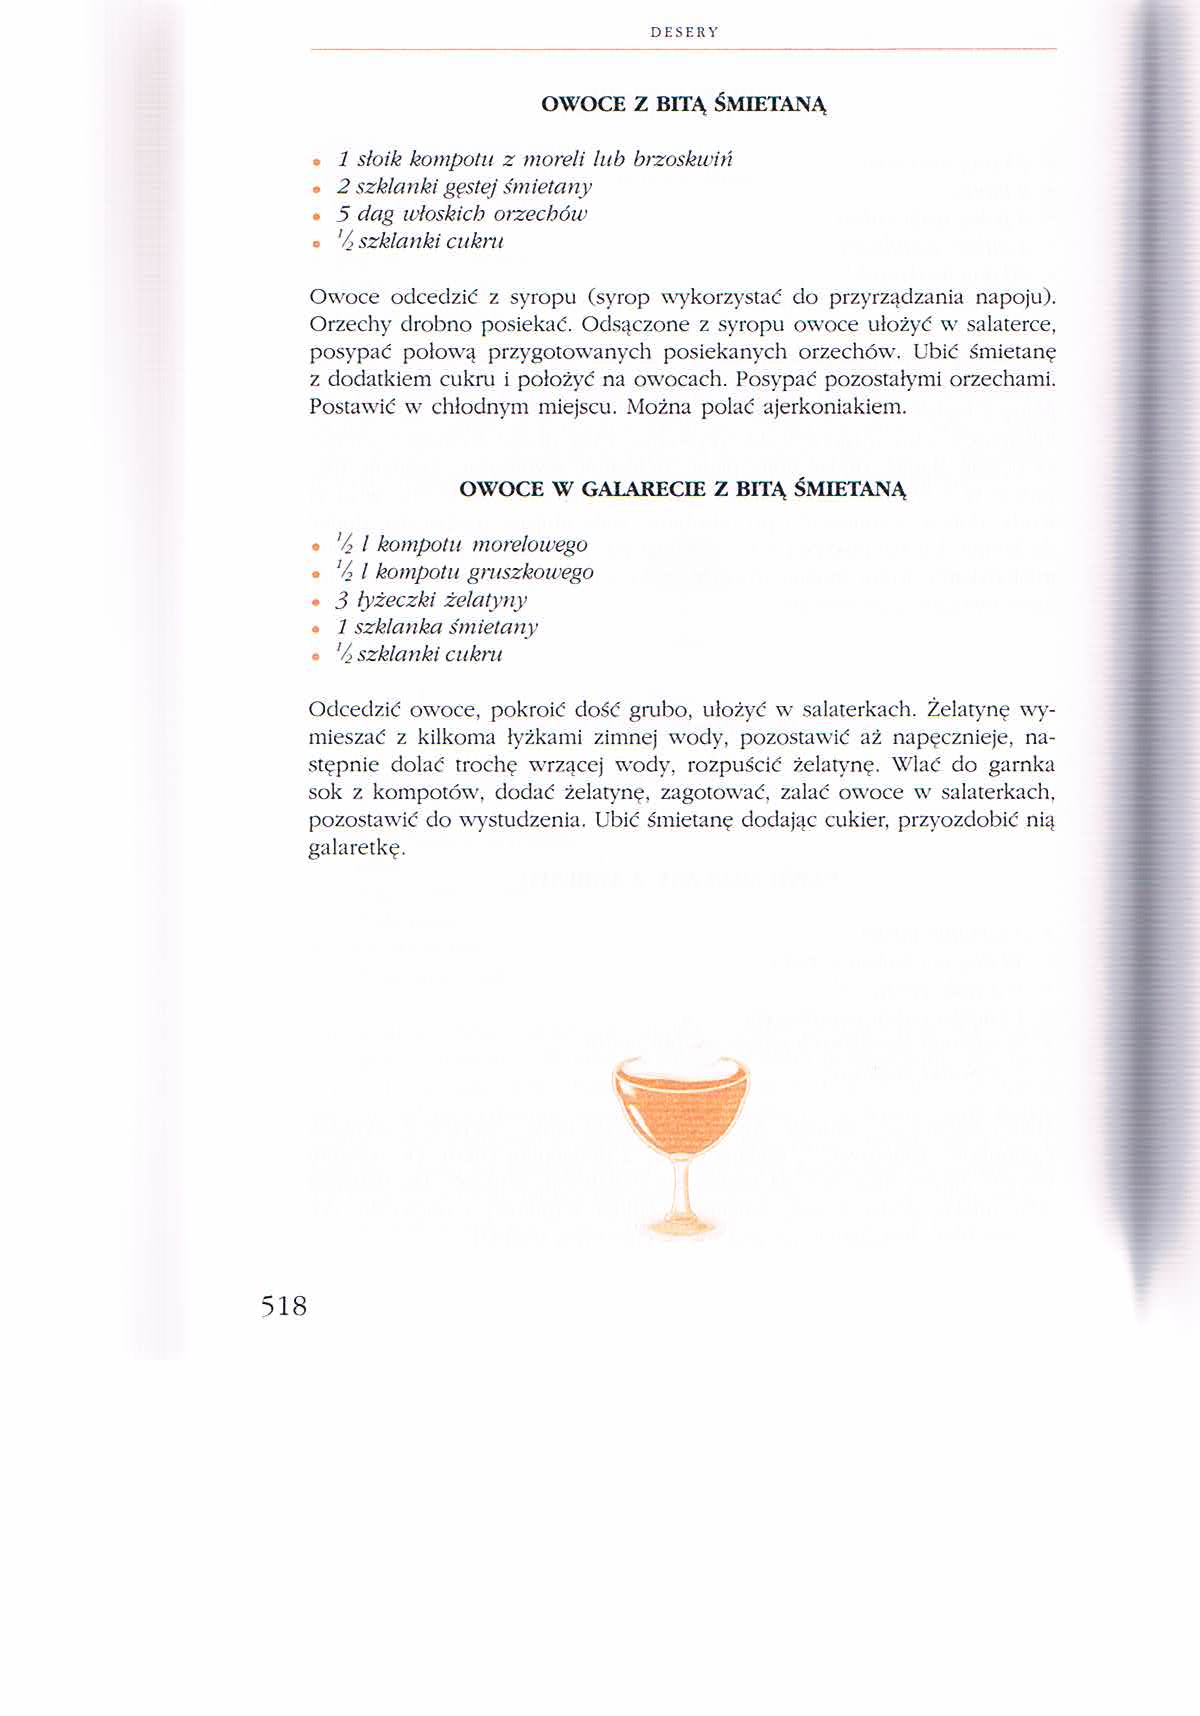 DESERY
OWOCE Z BITĄ ŚMIETANĄ
• 1 słoik kompotu z moreli lub brzoskwiń
• 2 szklanki gęstej śmietany
• 5 dag włoskich orzechów
• ½ szklanki cukru
Owoce odcedzić z syropu (syrop wykorzystać do przyrządzania napoju).
Orzechy drobno posiekać. Odsączone z syropu owoce ułożyć w salaterce,
posypać połową przygotowanych posiekanych orzechów. Ubić śmietanę
z dodatkiem cukru i położyć na owocach. Posypać pozostałymi orzechami.
Postawić w chłodnym miejscu. Można polać ajerkoniakiem.
OWOCE W GALARECIE Z BITĄ ŚMIETANĄ
• ½ l kompotu morelowego
• ½ l kompotu gruszkowego
• 3 łyżeczki żelatyny
• 1 szklanka śmietany
• ½ szklanki cukru
Odcedzić owoce, pokroić dość grubo, ułożyć w salaterkach. Żelatynę wy-
mieszać z kilkoma łyżkami zimnej wody, pozostawić aż napęcznieje, na-
stępnie dolać trochę wrzącej wody, rozpuścić żelatynę. Wlać do garnka
sok z kompotów, dodać żelatynę, zagotować, zalać owoce w salaterkach,
pozostawić do wystudzenia. Ubić śmietanę dodając cukier, przyozdobić nią
galaretkę.
518